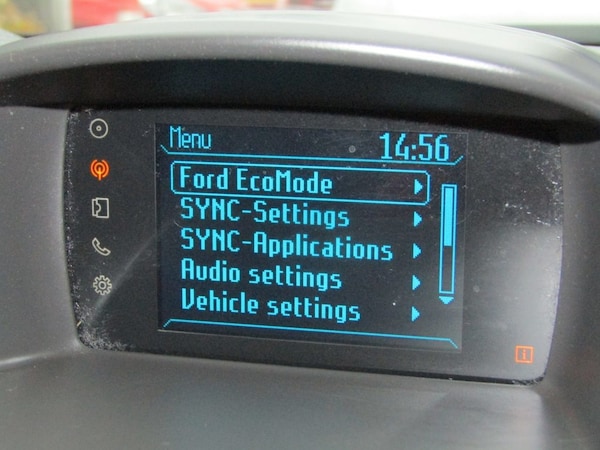 Menu
14:56
Ford EcoMode
SYNC-Settings
SYNC-Applications
Audio settings
Vehicle settings
i